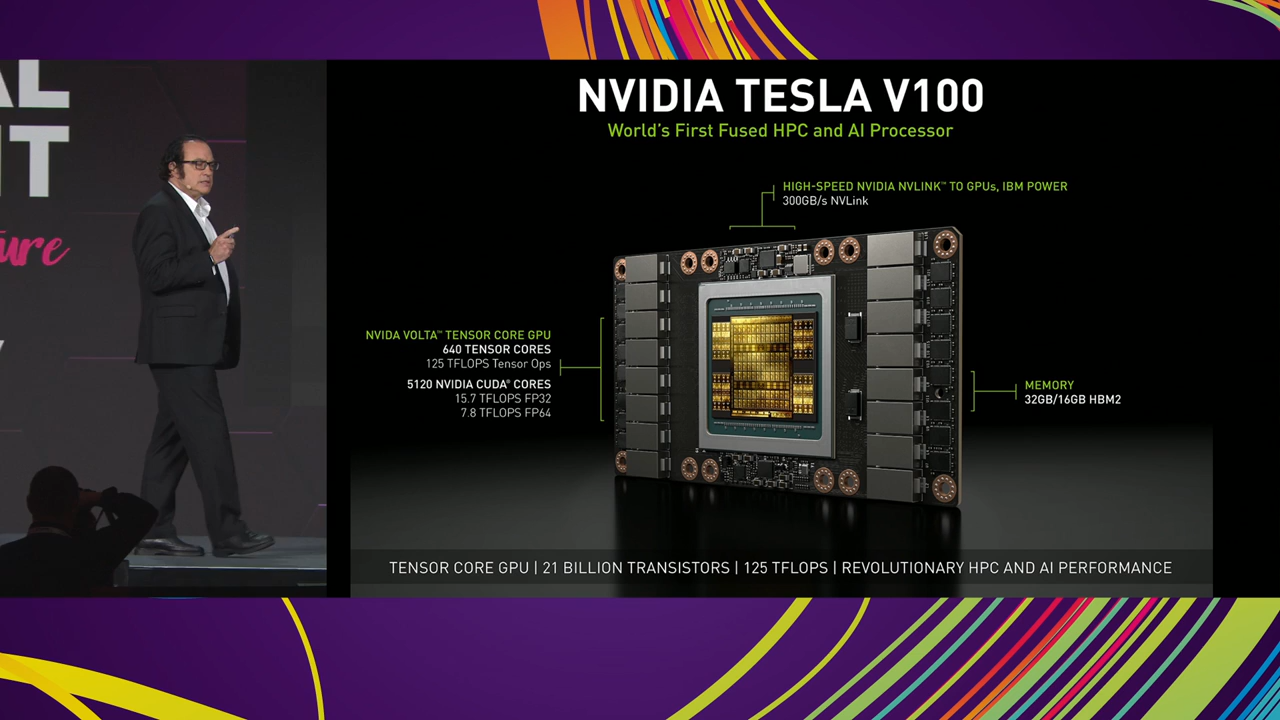 NVIDIA TESLA V100
World's First Fused HPC and AI Processor
HIGH-SPEED NVIDIA NVLINK™ TO GPUs, IBM POWER
300GB/s NVLink
NVIDA VOLTA™ TENSOR CORE GPU
640 TENSOR CORES
125 TFLOPS Tensor Ops
5120 NVIDIA CUDA® CORES
15.7 TFLOPS FP32
7.8 TFLOPS FP64
MEMORY
32GB/16GB HBM2
TENSOR CORE GPU | 21 BILLION TRANSISTORS | 125 TFLOPS | REVOLUTIONARY HPC AND AI PERFORMANCE